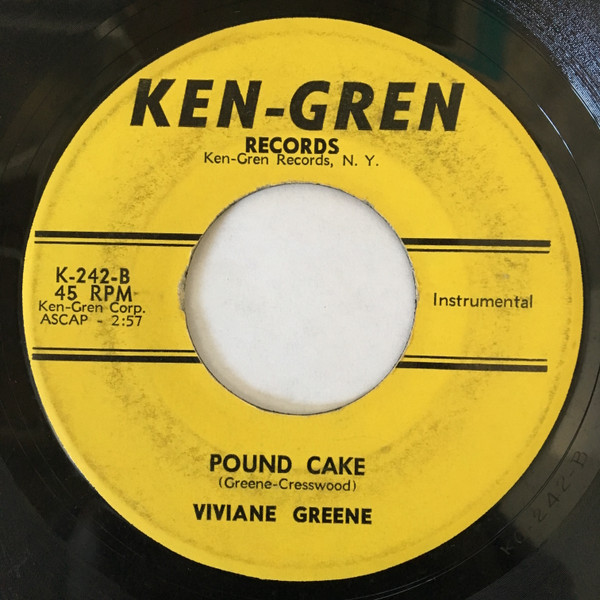 KEN-GREN
RECORDS
Ken-Gren Records, N. Y.
K-242-B
45 RPM
Ken-Gren Corp.
ASCAP - 2:57
Instrumental
POUND CAKE
(Greene-Cresswood)
VIVIANE GREENE